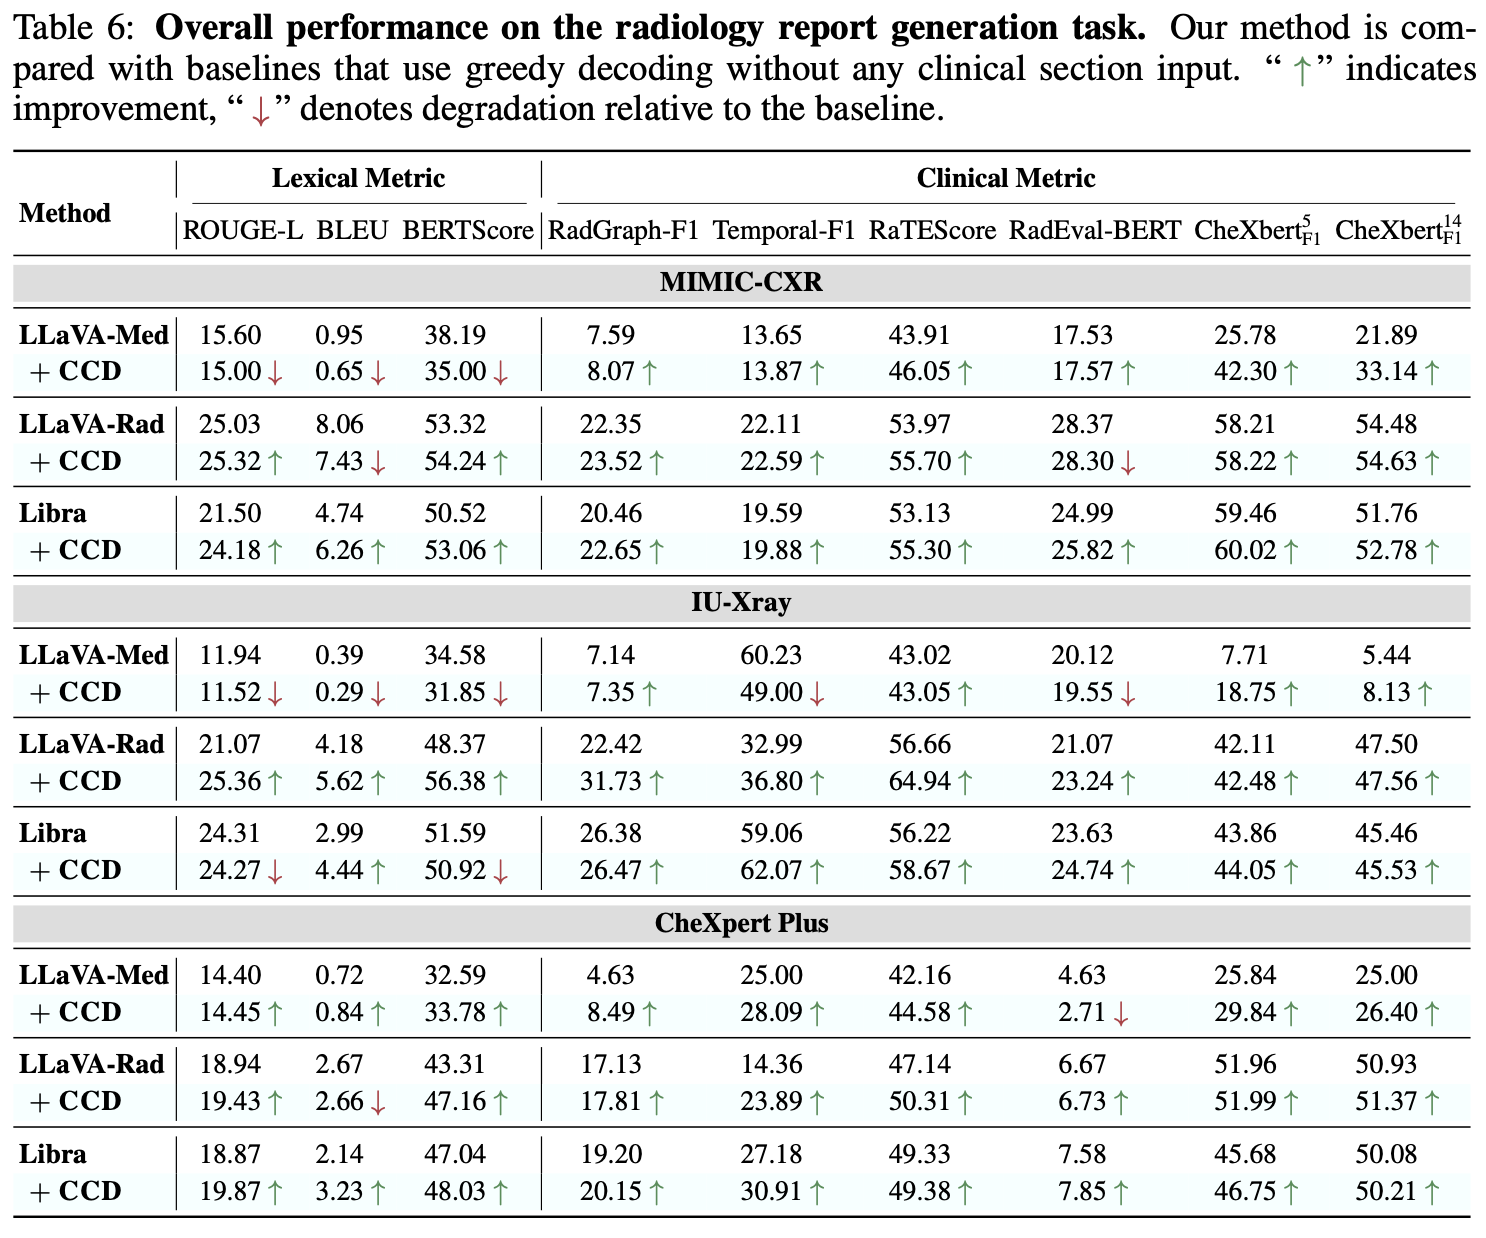 Table 6: Overall performance on the radiology report generation task. Our method is com-
pared with baselines that use greedy decoding without any clinical section input. “ ↑ ” indicates
improvement, “ ↓ ” denotes degradation relative to the baseline.
Method Lexical Metric Clinical Metric
ROUGE-L BLEU BERTScore RadGraph-F1 Temporal-F1 RaTEScore RadEval-BERT CheXbert⁵F1 CheXbert¹⁴F1
MIMIC-CXR
LLaVA-Med 15.60 0.95 38.19 7.59 13.65 43.91 17.53 25.78 21.89
+ CCD 15.00 ↓ 0.65 ↓ 35.00 ↓ 8.07 ↑ 13.87 ↑ 46.05 ↑ 17.57 ↑ 42.30 ↑ 33.14 ↑
LLaVA-Rad 25.03 8.06 53.32 22.35 22.11 53.97 28.37 58.21 54.48
+ CCD 25.32 ↑ 7.43 ↓ 54.24 ↑ 23.52 ↑ 22.59 ↑ 55.70 ↑ 28.30 ↓ 58.22 ↑ 54.63 ↑
Libra 21.50 4.74 50.52 20.46 19.59 53.13 24.99 59.46 51.76
+ CCD 24.18 ↑ 6.26 ↑ 53.06 ↑ 22.65 ↑ 19.88 ↑ 55.30 ↑ 25.82 ↑ 60.02 ↑ 52.78 ↑
IU-Xray
LLaVA-Med 11.94 0.39 34.58 7.14 60.23 43.02 20.12 7.71 5.44
+ CCD 11.52 ↓ 0.29 ↓ 31.85 ↓ 7.35 ↑ 49.00 ↓ 43.05 ↑ 19.55 ↓ 18.75 ↑ 8.13 ↑
LLaVA-Rad 21.07 4.18 48.37 22.42 32.99 56.66 21.07 42.11 47.50
+ CCD 25.36 ↑ 5.62 ↑ 56.38 ↑ 31.73 ↑ 36.80 ↑ 64.94 ↑ 23.24 ↑ 42.48 ↑ 47.56 ↑
Libra 24.31 2.99 51.59 26.38 59.06 56.22 23.63 43.86 45.46
+ CCD 24.27 ↓ 4.44 ↑ 50.92 ↓ 26.47 ↑ 62.07 ↑ 58.67 ↑ 24.74 ↑ 44.05 ↑ 45.53 ↑
CheXpert Plus
LLaVA-Med 14.40 0.72 32.59 4.63 25.00 42.16 4.63 25.84 25.00
+ CCD 14.45 ↑ 0.84 ↑ 33.78 ↑ 8.49 ↑ 28.09 ↑ 44.58 ↑ 2.71 ↓ 29.84 ↑ 26.40 ↑
LLaVA-Rad 18.94 2.67 43.31 17.13 14.36 47.14 6.67 51.96 50.93
+ CCD 19.43 ↑ 2.66 ↓ 47.16 ↑ 17.81 ↑ 23.89 ↑ 50.31 ↑ 6.73 ↑ 51.99 ↑ 51.37 ↑
Libra 18.87 2.14 47.04 19.20 27.18 49.33 7.58 45.68 50.08
+ CCD 19.87 ↑ 3.23 ↑ 48.03 ↑ 20.15 ↑ 30.91 ↑ 49.38 ↑ 7.85 ↑ 46.75 ↑ 50.21 ↑